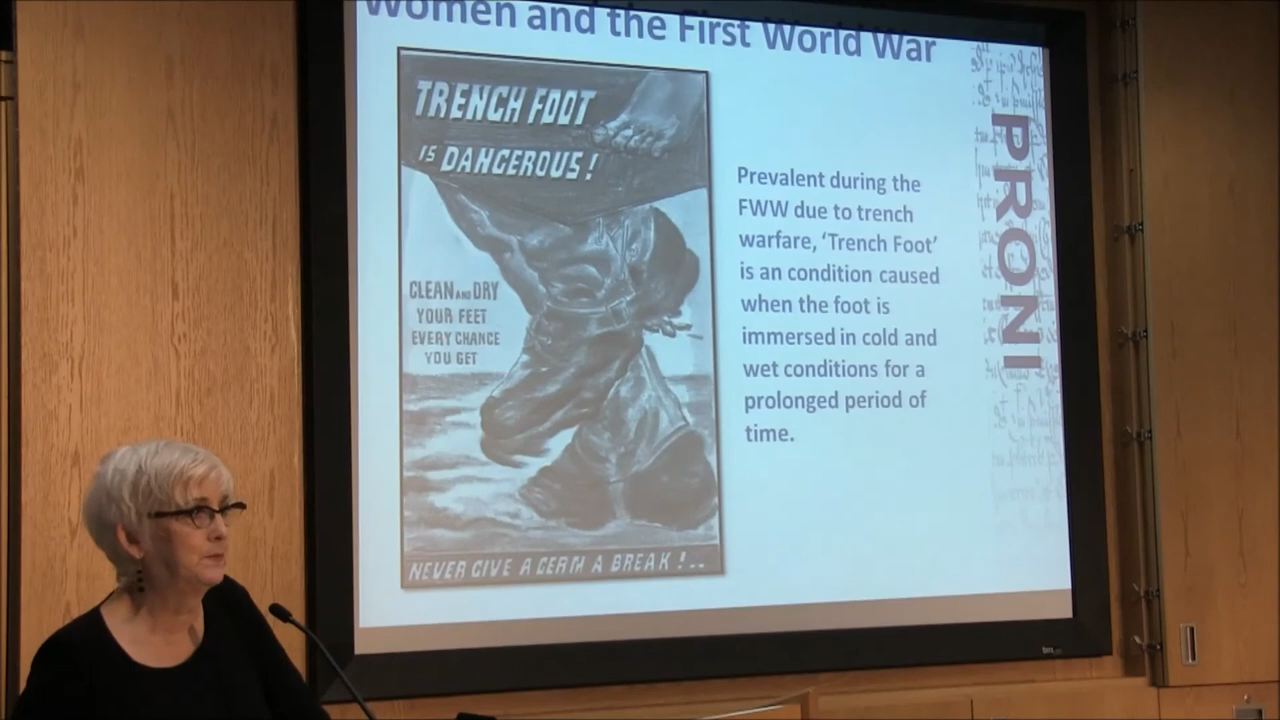 Women and the First World War
TRENCH FOOT
IS DANGEROUS!
CLEAN AND DRY
YOUR FEET
EVERY CHANCE
YOU GET
NEVER GIVE A GERM A BREAK!..
Prevalent during the
FWW due to trench
warfare, ‘Trench Foot’
is an condition caused
when the foot is
immersed in cold and
wet conditions for a
prolonged period of
time.
PRONI